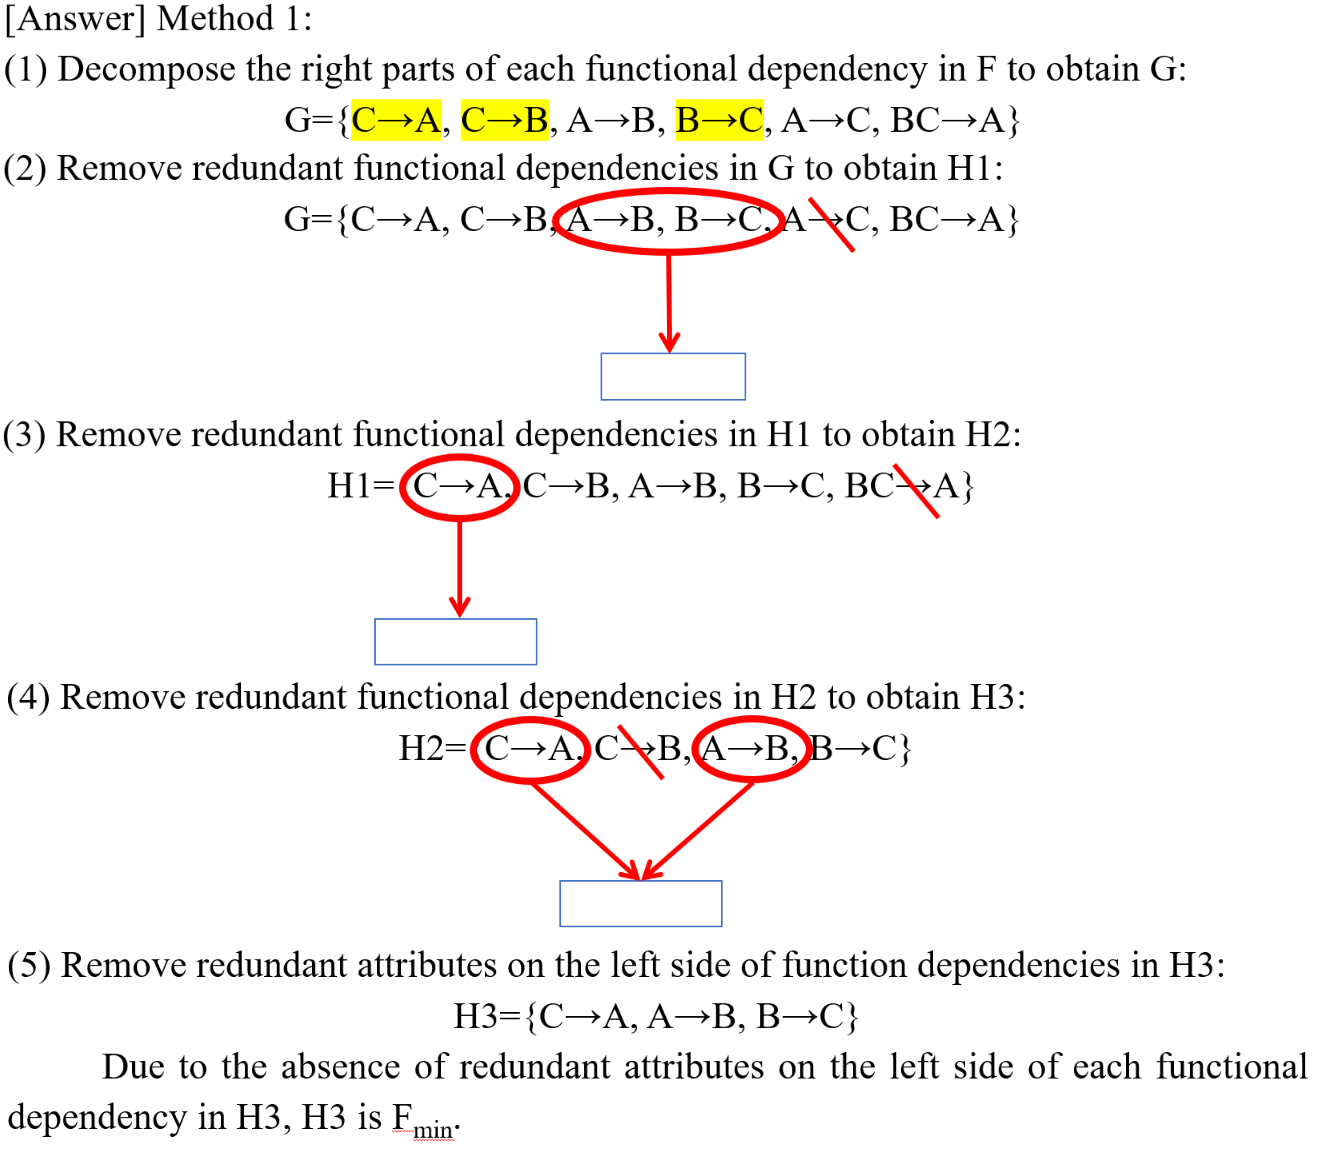 [Answer] Method 1:
(1) Decompose the right parts of each functional dependency in F to obtain G:
G={C→A, C→B, A→B, B→C, A→C, BC→A}
(2) Remove redundant functional dependencies in G to obtain H1:
G={C→A, C→B, A→B, B→C, A→C, BC→A}
(3) Remove redundant functional dependencies in H1 to obtain H2:
H1= C→A, C→B, A→B, B→C, BC→A}
(4) Remove redundant functional dependencies in H2 to obtain H3:
H2= C→A, C→B, A→B, B→C}
(5) Remove redundant attributes on the left side of function dependencies in H3:
H3={C→A, A→B, B→C}
Due to the absence of redundant attributes on the left side of each functional
dependency in H3, H3 is Fmin.